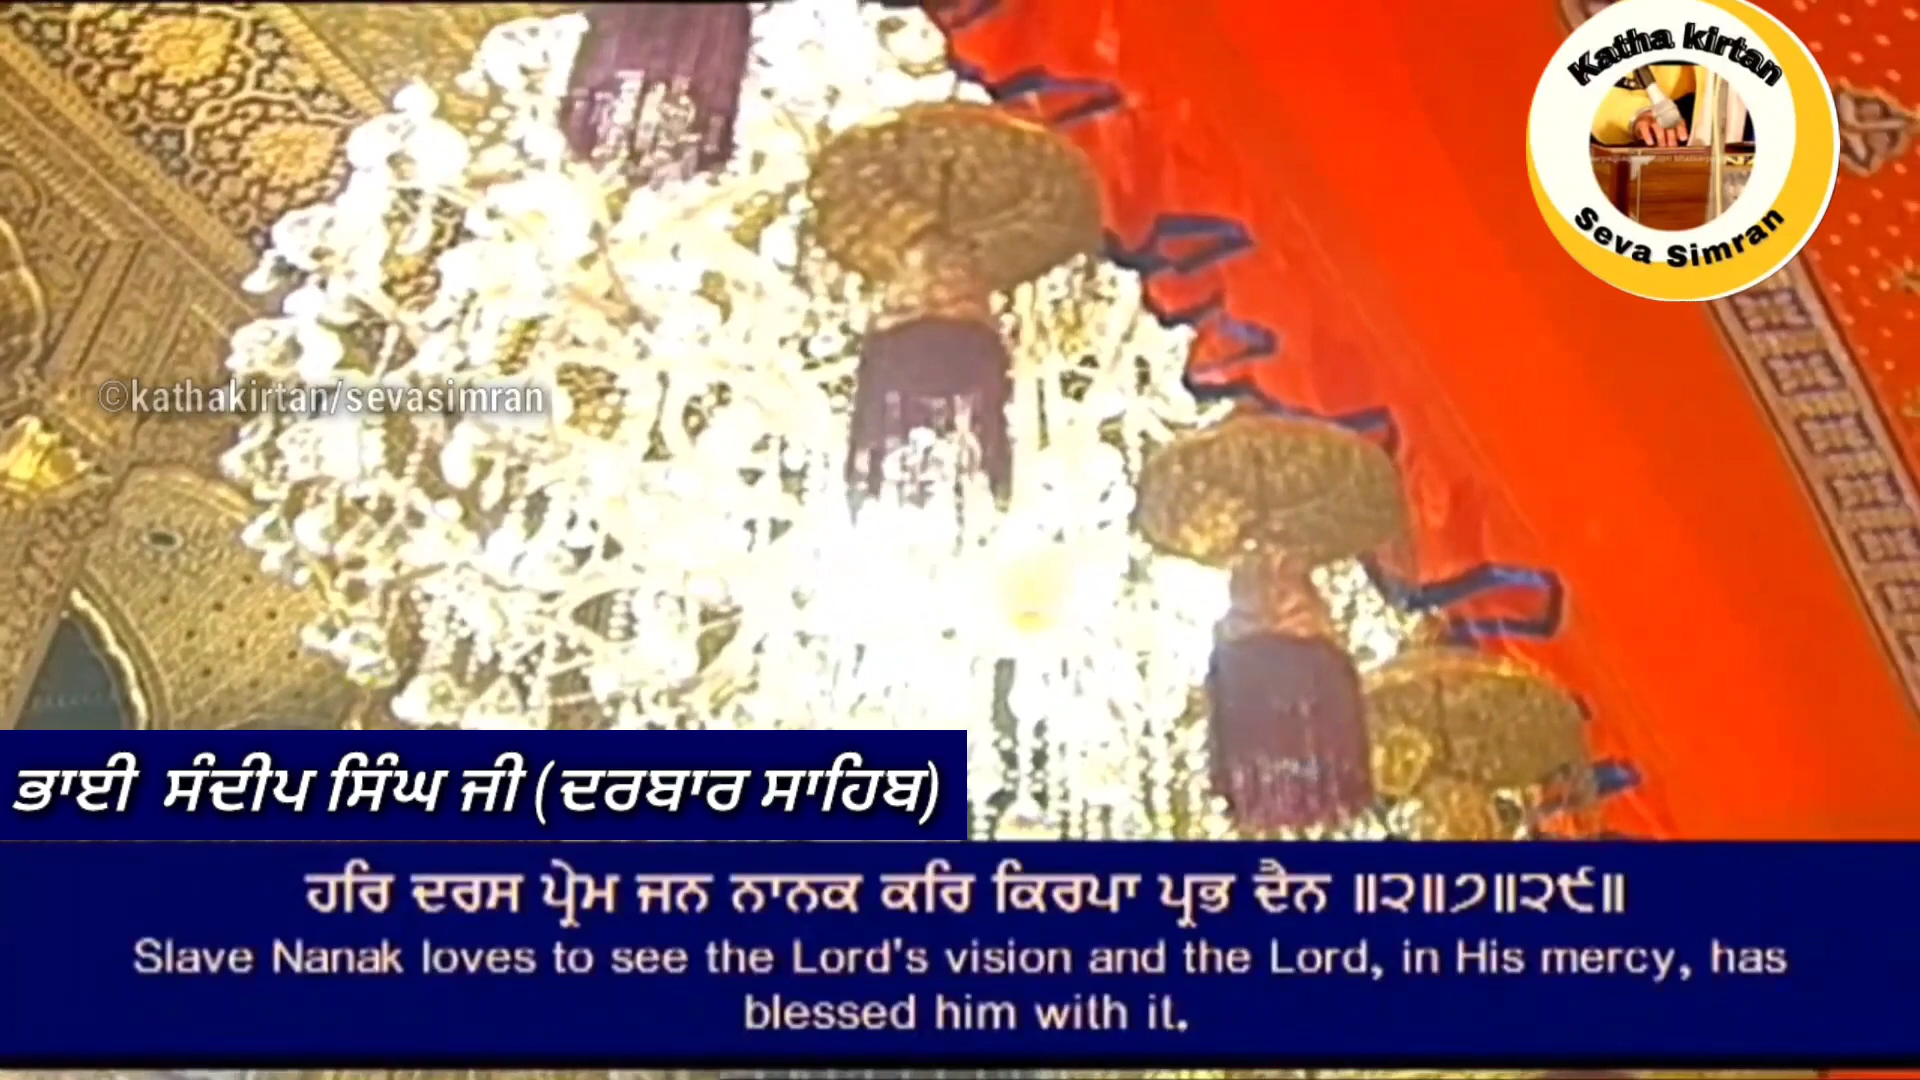 Katha kirtan
Seva Simran
©kathakirtan/sevasimran
ਭਾਈ ਸੰਦੀਪ ਸਿੰਘ ਜੀ (ਦਰਬਾਰ ਸਾਹਿਬ)
ਹਰਿ ਦਰਸ ਪ੍ਰੇਮ ਜਨ ਨਾਨਕ ਕਰਿ ਕਿਰਪਾ ਪ੍ਰਭ ਦੈਨ ॥੨॥੭॥੨੯॥
Slave Nanak loves to see the Lord's vision and the Lord, in His mercy, has
blessed him with it.